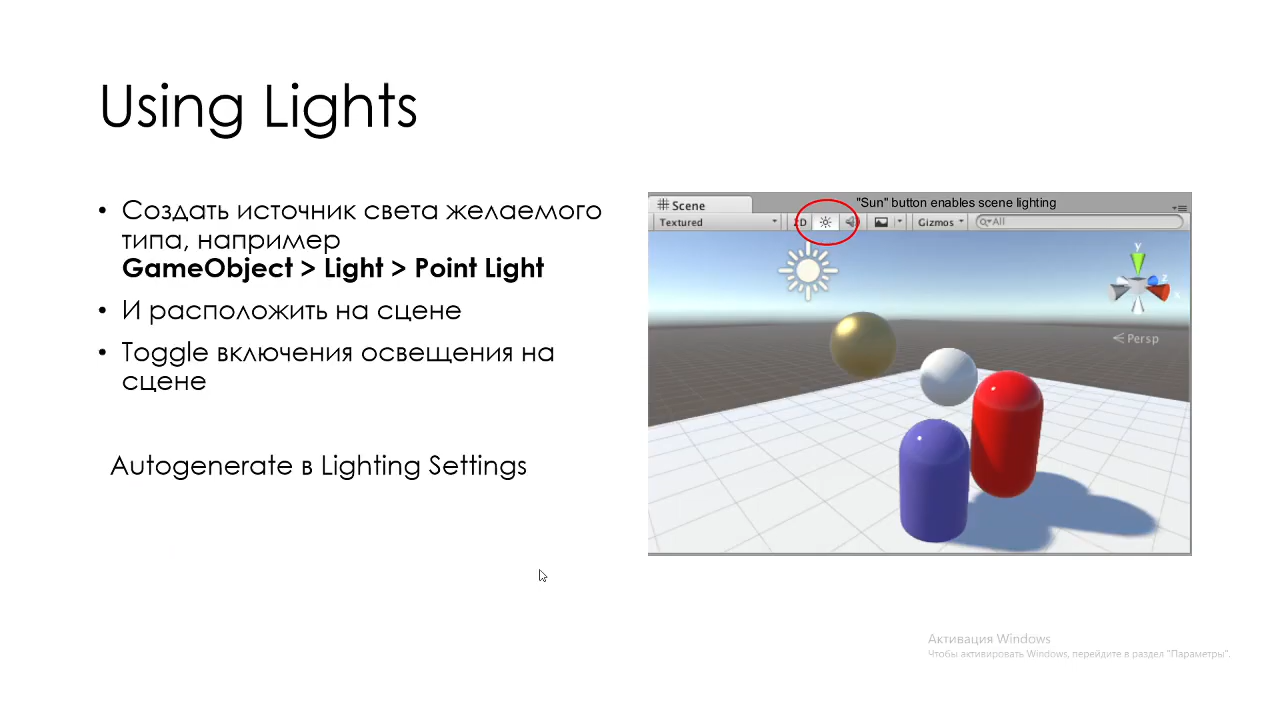 Using Lights
• Создать источник света желаемого
типа, например
GameObject > Light > Point Light
• И расположить на сцене
• Toggle включения освещения на
сцене
Autogenerate в Lighting Settings
Scene
"Sun" button enables scene lighting
Textured
2D
Gizmos
All
y
z
x
Persp
Активация Windows
Чтобы активировать Windows, перейдите в раздел "Параметры".